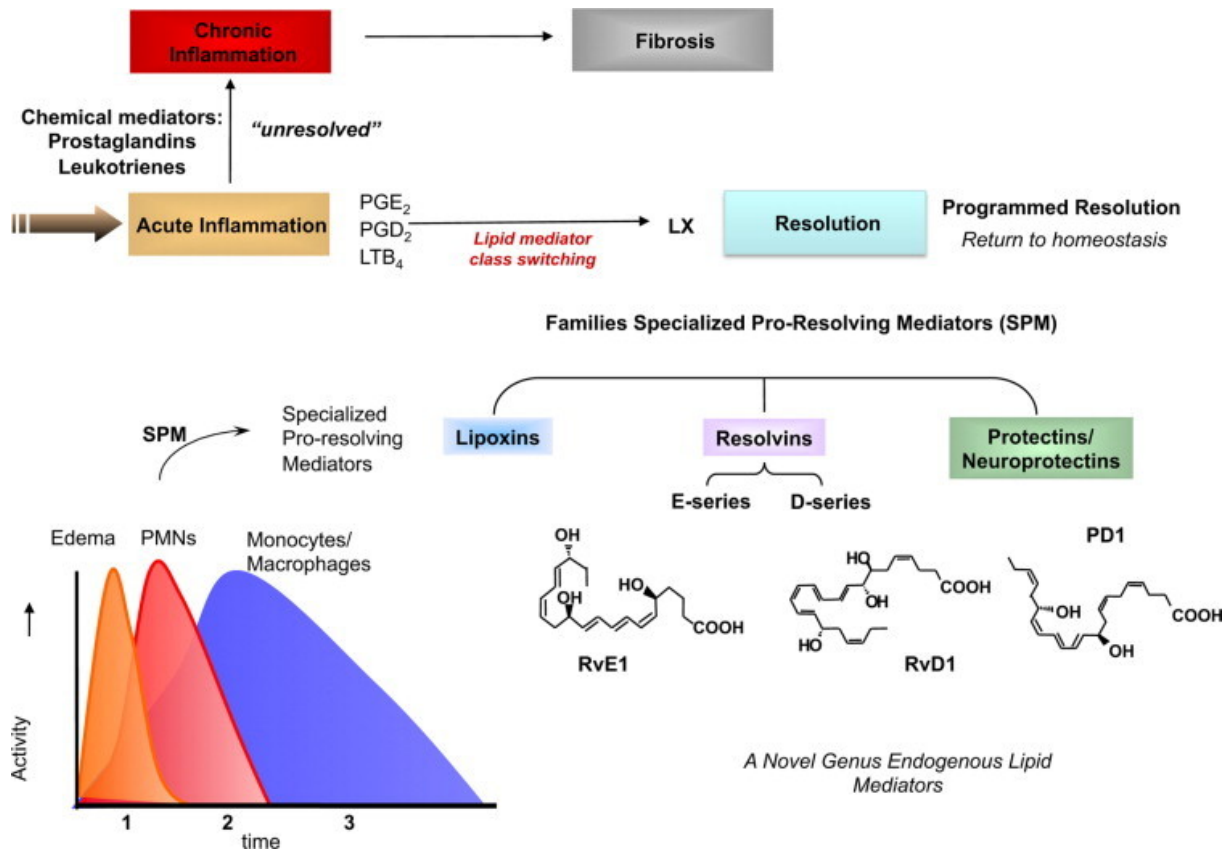 Chronic
Inflammation
Fibrosis
Chemical mediators:
Prostaglandins
Leukotrienes
“unresolved”
Acute Inflammation
PGE₂
PGD₂
LTB₄
Lipid mediator
class switching
LX
Resolution
Programmed Resolution
Return to homeostasis
Families Specialized Pro-Resolving Mediators (SPM)
SPM
Specialized
Pro-resolving
Mediators
Lipoxins
Resolvins
Protectins/
Neuroprotectins
E-series
D-series
Edema
PMNs
Monocytes/
Macrophages
Activity
1
2
3
time
OH
OH
OH
COOH
RvE1
OH
OH
HO
COOH
RvD1
PD1
OH
OH
COOH
A Novel Genus Endogenous Lipid
Mediators